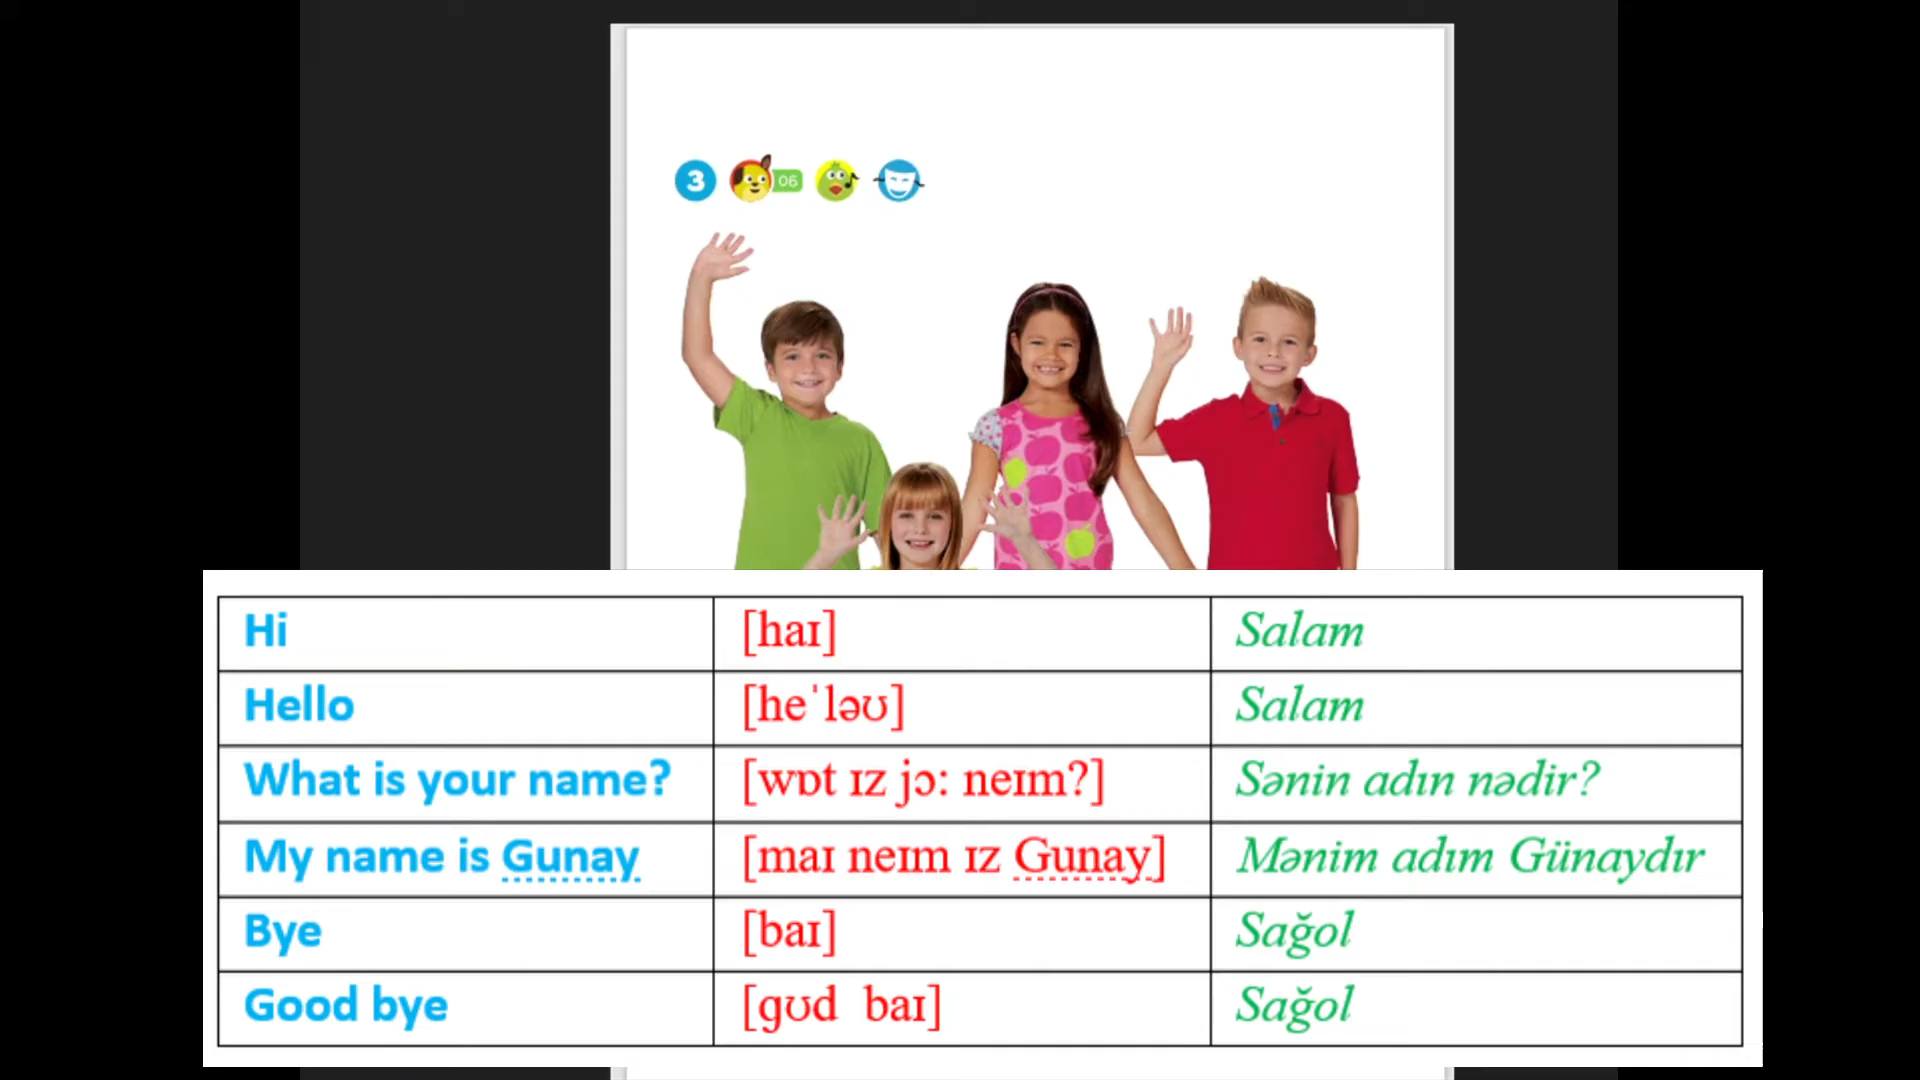 3 06
Hi [haɪ] Salam
Hello [heˈləʊ] Salam
What is your name? [wɒt ɪz jɔ: neɪm?] Sənin adın nədir?
My name is Gunay [maɪ neɪm ɪz Gunay] Mənim adım Günaydır
Bye [baɪ] Sağol
Good bye [ɡʊd baɪ] Sağol